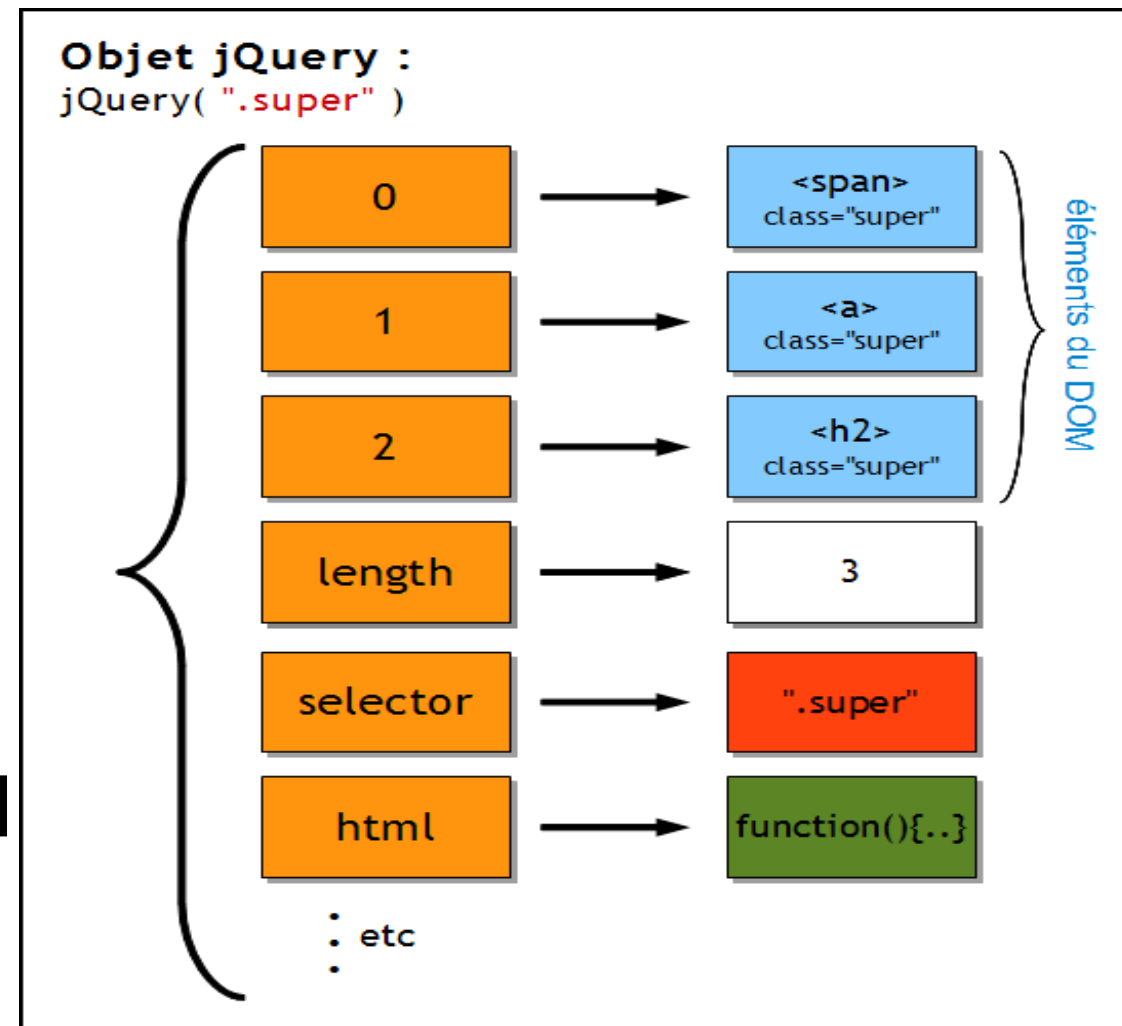 Objet jQuery :
jQuery( ".super" )
0
<span>
class="super"
1
<a>
class="super"
2
<h2>
class="super"
éléments du DOM
length
3
selector
".super"
html
function(){..}
etc